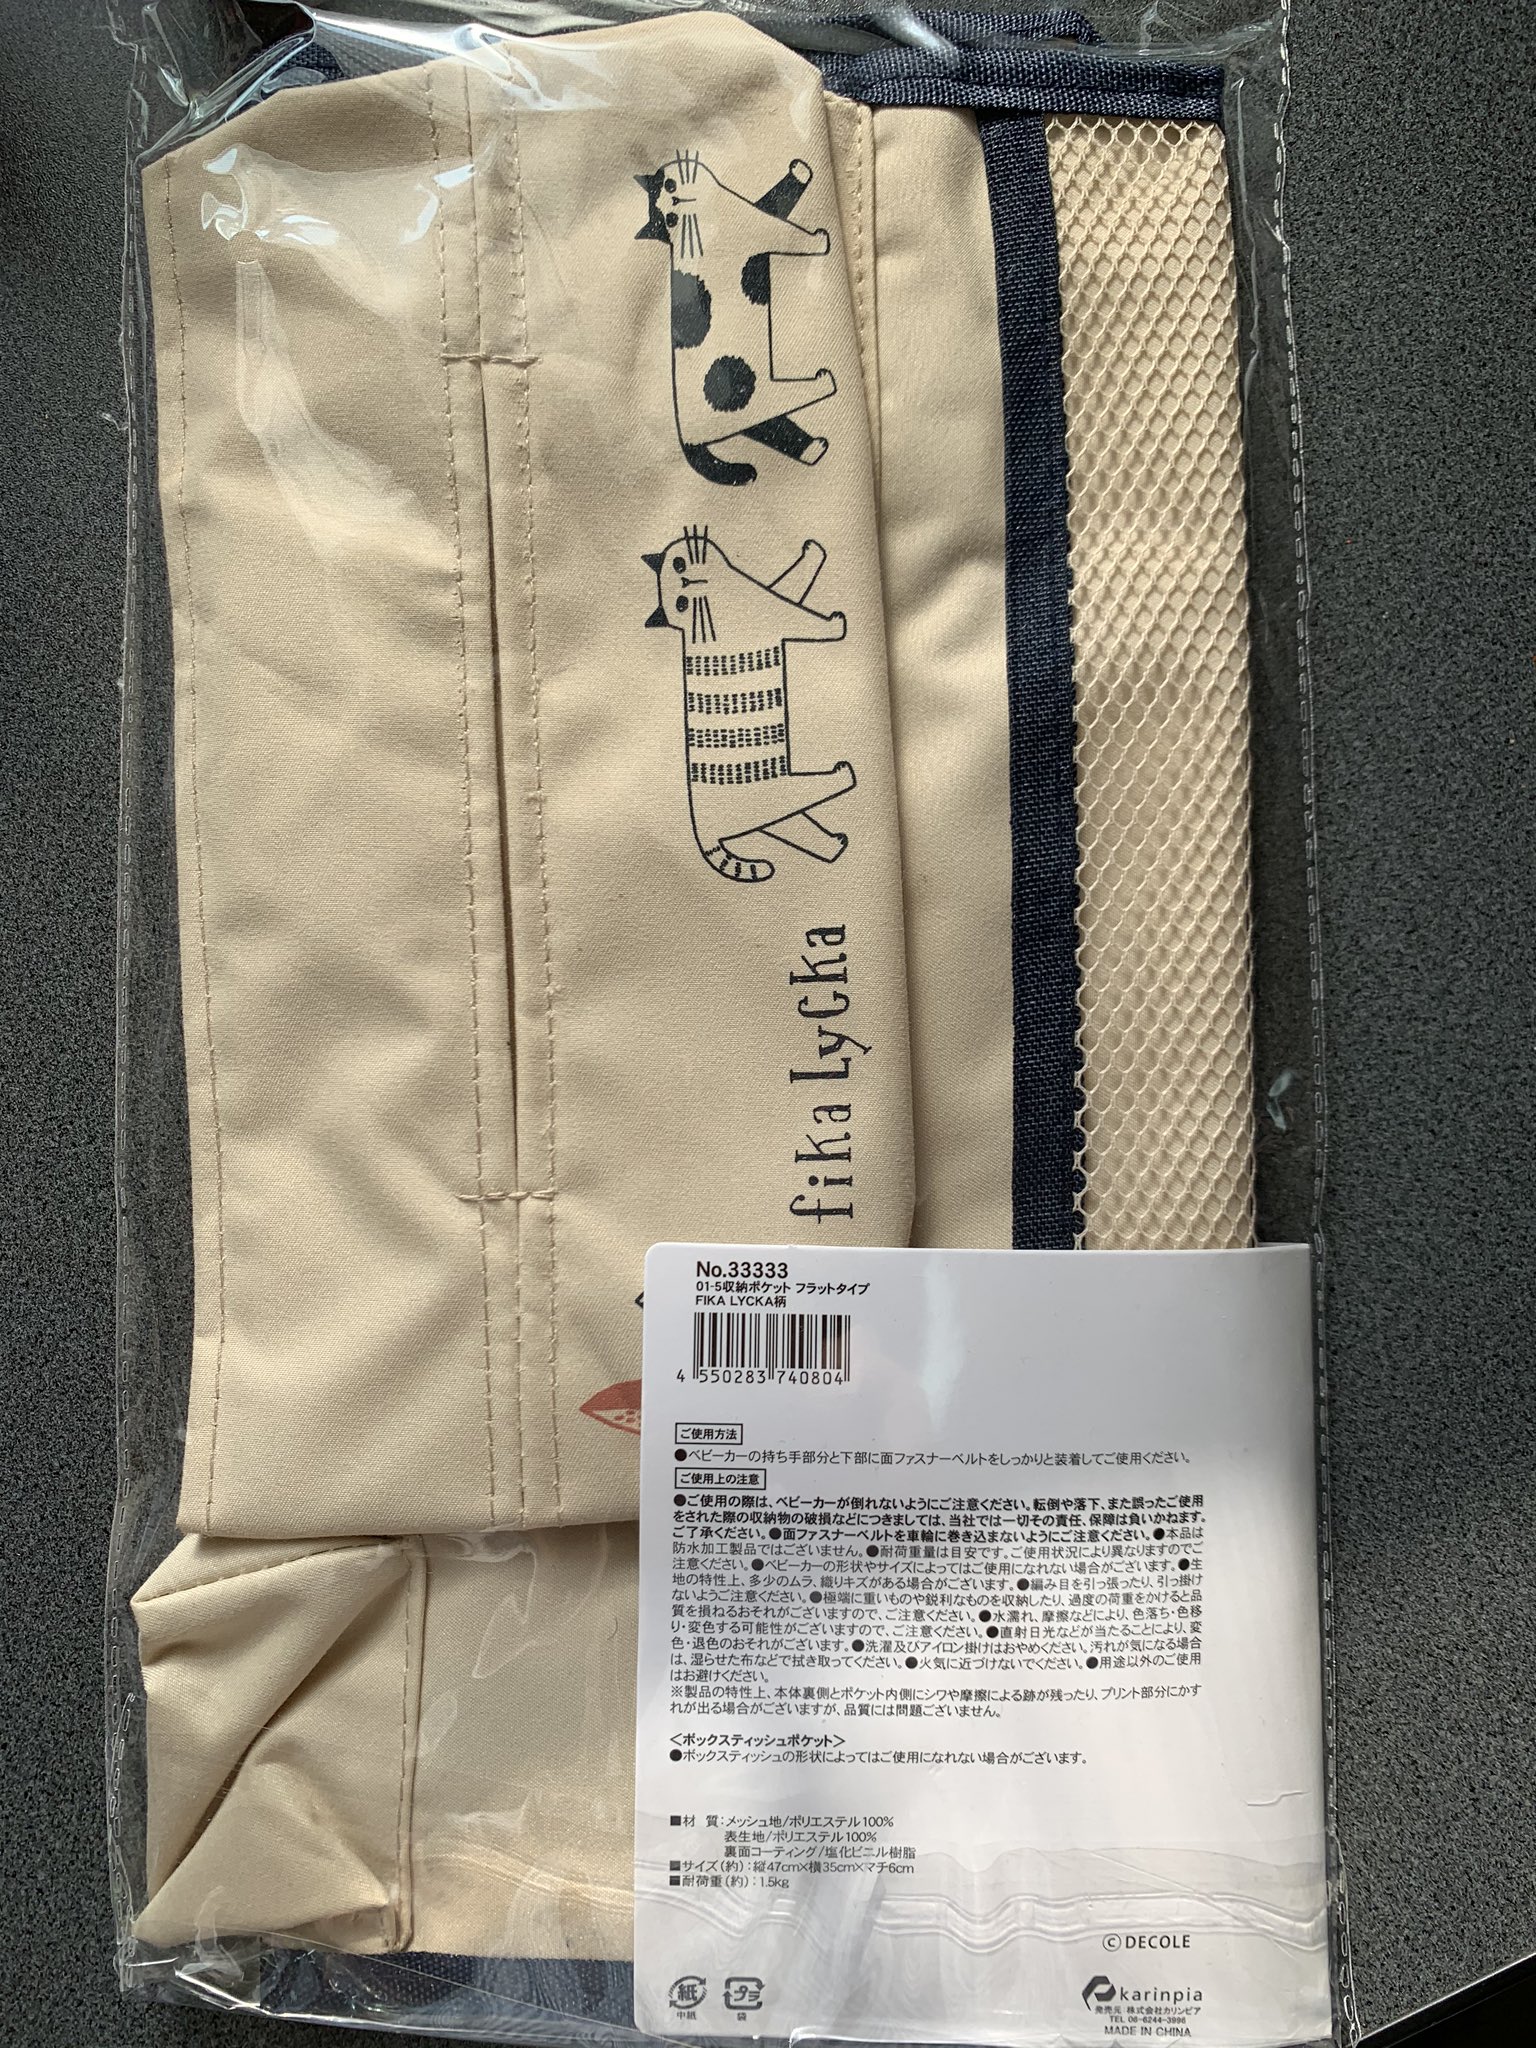 fika Lycka
No.33333
01-5収納ポケット フラットタイプ
FIKA LYCKA柄
4 550283 740804
ご使用方法
●ベビーカーの持ち手部分と下部に面ファスナーベルトをしっかりと装着してご使用ください。
ご使用上の注意
●ご使用の際は、ベビーカーが倒れないようにご注意ください。転倒や落下、また誤ったご使用
をされた際の収納物の破損などにつきましては、当社では一切その責任、保障は負いかねます。
ご了承ください。●面ファスナーベルトを車輪に巻き込まないようにご注意ください。●本品は
防水加工製品ではございません。●耐荷重量は目安です。ご使用状況により異なりますのでご
注意ください。●ベビーカーの形状やサイズによってはご使用になれない場合がございます。●生
地の特性上、多少のムラ、織りキズがある場合がございます。●編み目を引っ張ったり、引っ掛け
ないようご注意ください。●極端に重いものや鋭利なものを収納したり、過度の荷重をかけると品
質を損ねるおそれがございますので、ご注意ください。●水濡れ、摩擦などにより、色落ち・色移
り・変色する可能性がございますので、ご注意ください。●直射日光などが当たることにより、変
色・退色のおそれがございます。●洗濯及びアイロン掛けはおやめください。汚れが気になる場合
は、湿らせた布などで拭き取ってください。●火気に近づけないでください。●用途以外のご使用
はお避けください。
※製品の特性上、本体裏側とポケット内側にシワや摩擦による跡が残ったり、プリント部分にかす
れが出る場合がございますが、品質には問題ございません。
＜ボックスティッシュポケット＞
●ボックスティッシュの形状によってはご使用になれない場合がございます。
■材 質：メッシュ地/ポリエステル100%
表生地/ポリエステル100%
裏面コーティング/塩化ビニル樹脂
■サイズ（約）：縦47cm×横35cm×マチ6cm
■耐荷重（約）：1.5kg
©DECOLE
紙 プラ
中紙 袋
karinpia
発売元 株式会社カリンピア
TEL 06-6244-3996
MADE IN CHINA